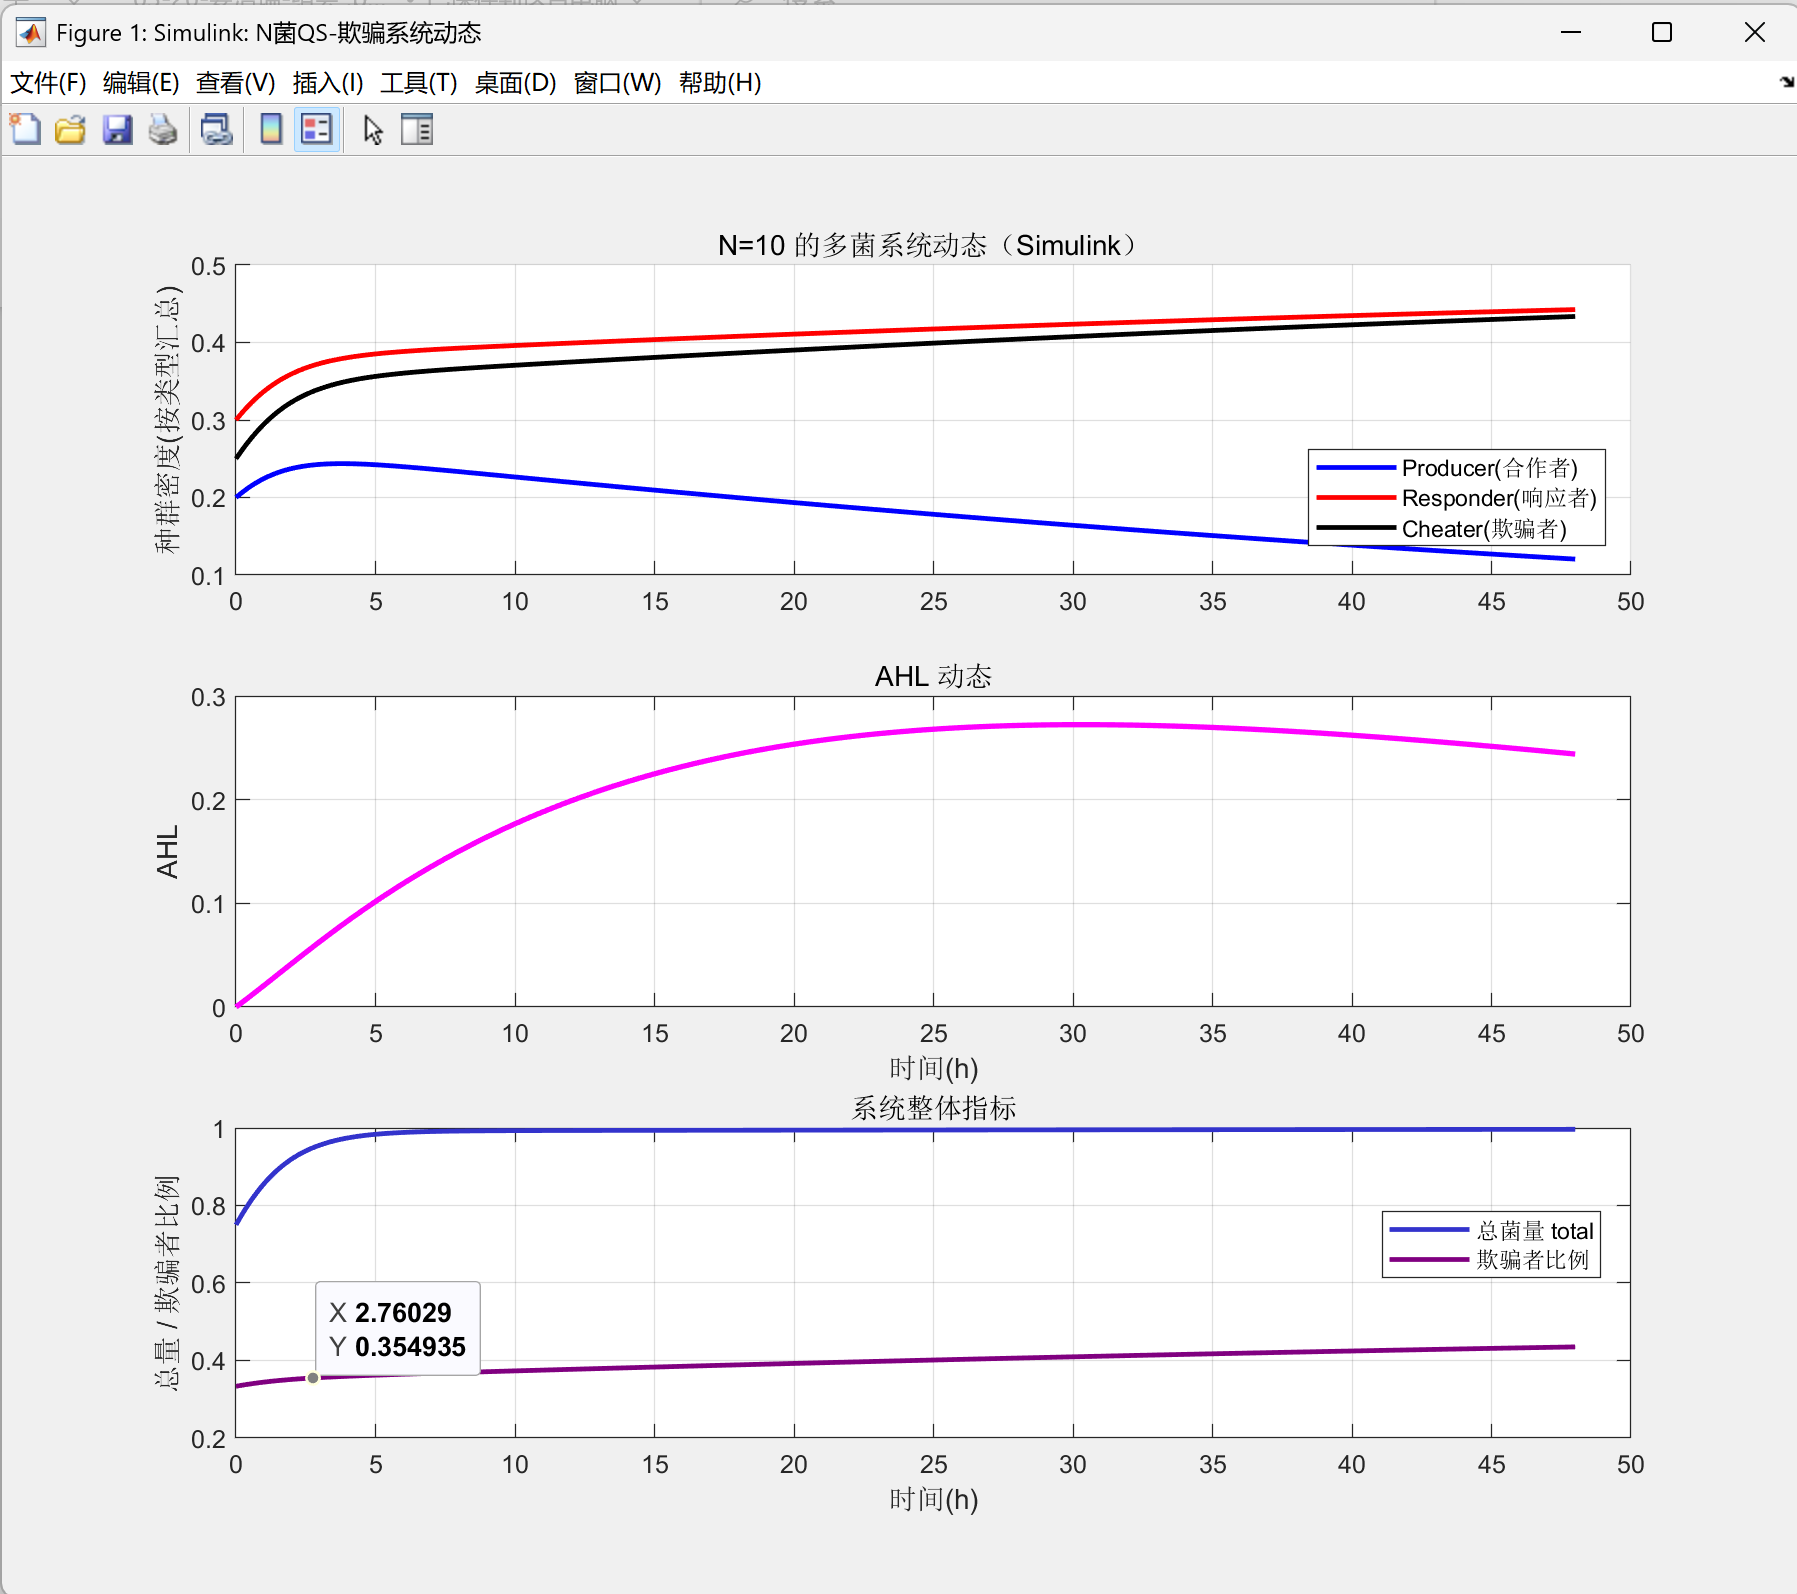 Figure 1: Simulink: N菌QS-欺骗系统动态
文件(F) 编辑(E) 查看(V) 插入(I) 工具(T) 桌面(D) 窗口(W) 帮助(H)
N=10 的多菌系统动态（Simulink）
种群密度(按类型汇总)
0.5
0.4
0.3
0.2
0.1
Producer(合作者)
Responder(响应者)
Cheater(欺骗者)
0 5 10 15 20 25 30 35 40 45 50
AHL 动态
AHL
0.3
0.2
0.1
0
0 5 10 15 20 25 30 35 40 45 50
时间(h)
系统整体指标
总量 / 欺骗者比例
1
0.8
0.6
0.4
0.2
总菌量 total
欺骗者比例
X 2.76029
Y 0.354935
0 5 10 15 20 25 30 35 40 45 50
时间(h)